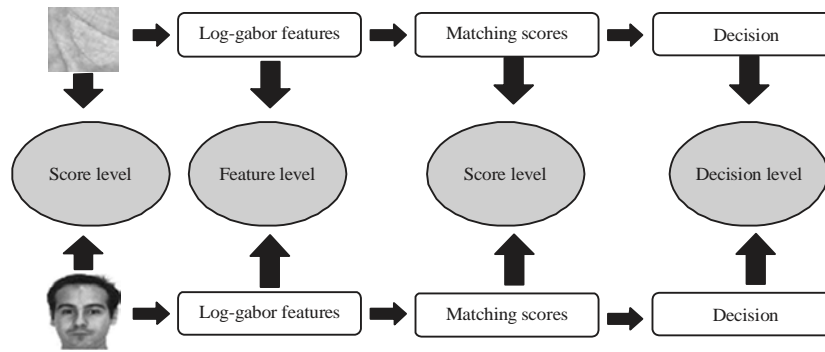 Log-gabor features
Matching scores
Decision
Score level
Feature level
Score level
Decision level
Log-gabor features
Matching scores
Decision